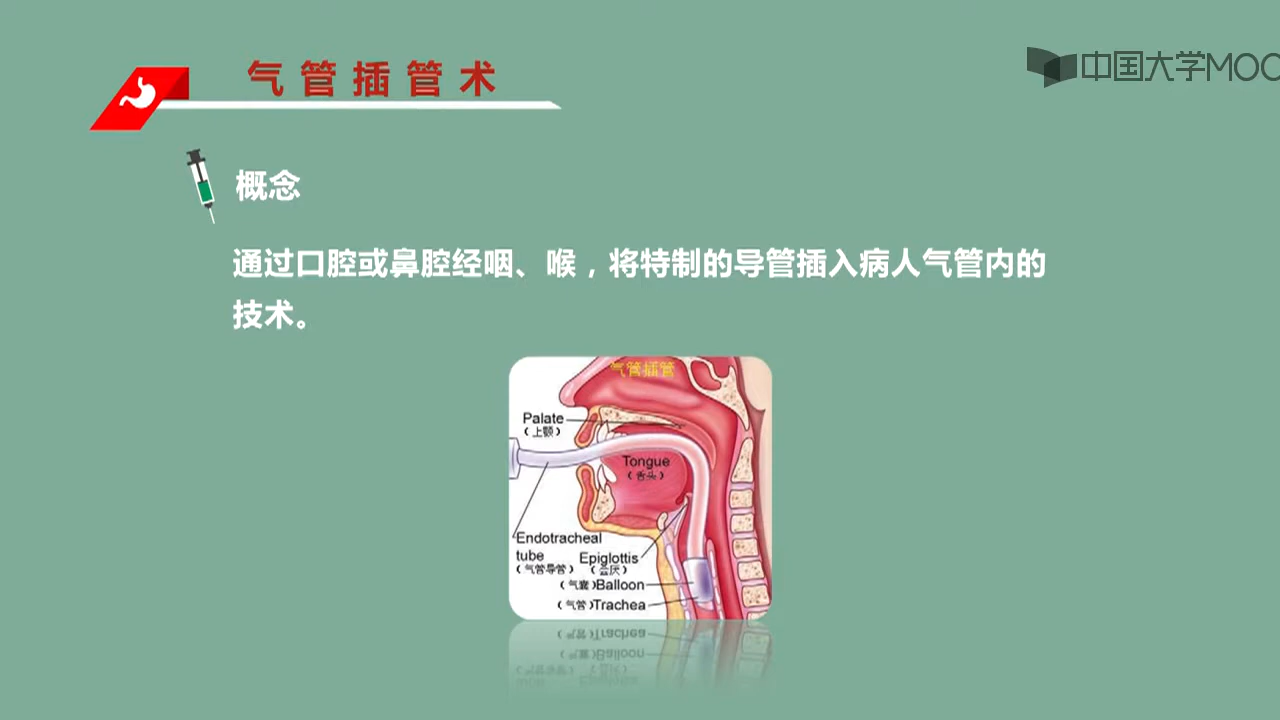 气管插管术
中国大学MOO
概念
通过口腔或鼻腔经咽、喉，将特制的导管插入病人气管内的
技术。
气管插管
Palate
（上颚）
Tongue
（舌头）
Endotracheal
tube
（气管导管）
Epiglottis
（会厌）
（气囊）Balloon
（气管）Trachea